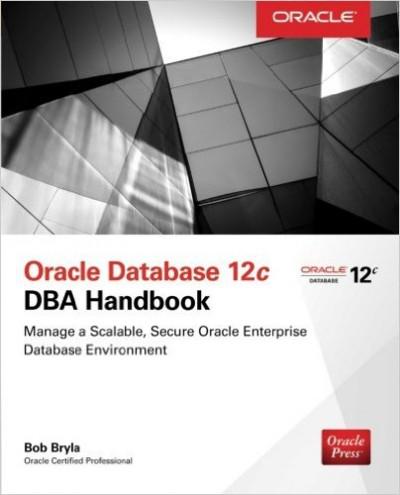 ORACLE
Oracle Database 12c
DBA Handbook
ORACLE
DATABASE
12c
Manage a Scalable, Secure Oracle Enterprise
Database Environment
Bob Bryla
Oracle Certified Professional
Oracle
Press